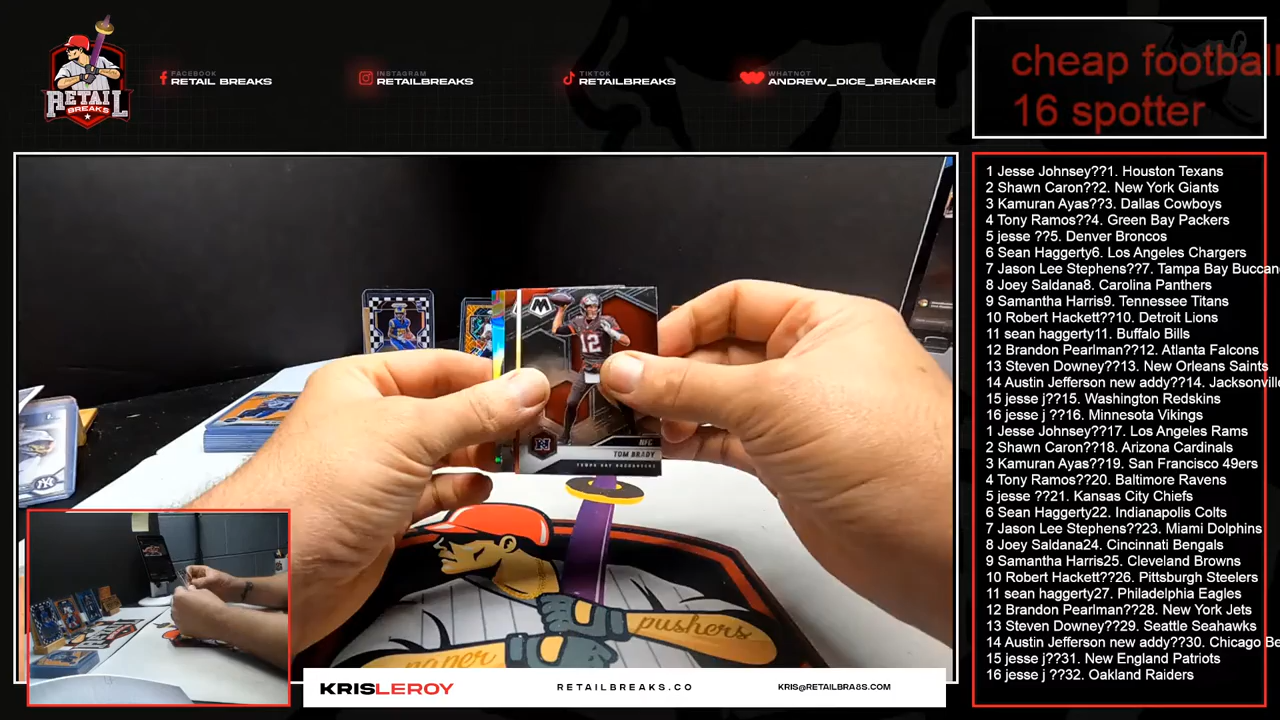 RETAIL
BREAKS
FACEBOOK
RETAIL BREAKS
INSTAGRAM
RETAILBREAKS
TIKTOK
RETAILBREAKS
WHATNOT
ANDREW_DICE_BREAKER
cheap football
16 spotter
1 Jesse Johnsey??1. Houston Texans
2 Shawn Caron??2. New York Giants
3 Kamuran Ayas??3. Dallas Cowboys
4 Tony Ramos??4. Green Bay Packers
5 jesse ??5. Denver Broncos
6 Sean Haggerty6. Los Angeles Chargers
7 Jason Lee Stephens??7. Tampa Bay Buccan
8 Joey Saldana8. Carolina Panthers
9 Samantha Harris9. Tennessee Titans
10 Robert Hackett??10. Detroit Lions
11 sean haggerty11. Buffalo Bills
12 Brandon Pearlman??12. Atlanta Falcons
13 Steven Downey??13. New Orleans Saints
14 Austin Jefferson new addy??14. Jacksonville
15 jesse j??15. Washington Redskins
16 jesse j ??16. Minnesota Vikings
1 Jesse Johnsey??17. Los Angeles Rams
2 Shawn Caron??18. Arizona Cardinals
3 Kamuran Ayas??19. San Francisco 49ers
4 Tony Ramos??20. Baltimore Ravens
5 jesse ??21. Kansas City Chiefs
6 Sean Haggerty22. Indianapolis Colts
7 Jason Lee Stephens??23. Miami Dolphins
8 Joey Saldana24. Cincinnati Bengals
9 Samantha Harris25. Cleveland Browns
10 Robert Hackett??26. Pittsburgh Steelers
11 sean haggerty27. Philadelphia Eagles
12 Brandon Pearlman??28. New York Jets
13 Steven Downey??29. Seattle Seahawks
14 Austin Jefferson new addy??30. Chicago Be
15 jesse j??31. New England Patriots
16 jesse j ??32. Oakland Raiders
12
NFC
TOM BRADY
TAMPA BAY BUCCANEERS
paper
pushers
KRISLEROY
RETAILBREAKS.CO
KRIS@RETAILBRA8S.COM